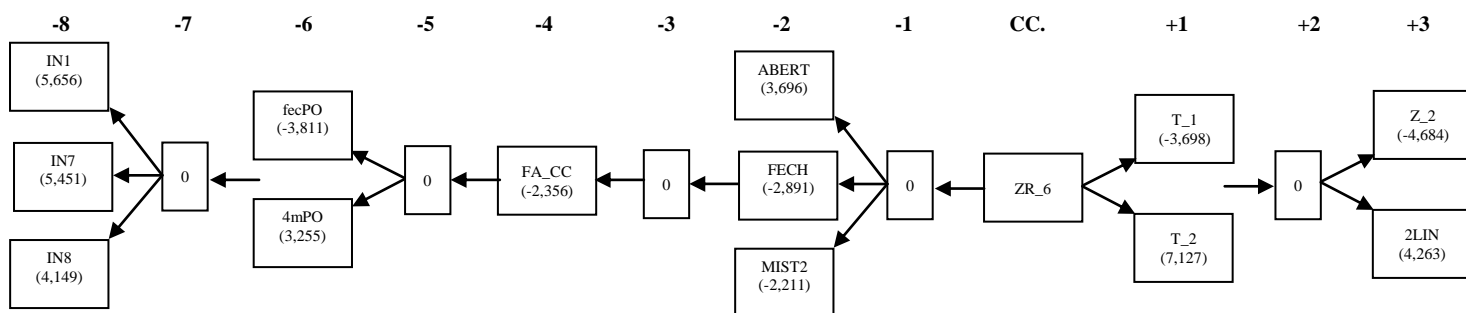 -8 -7 -6 -5 -4 -3 -2 -1 CC. +1 +2 +3
IN1
(5,656)
IN7
(5,451)
IN8
(4,149)
0
fecPO
(-3,811)
4mPO
(3,255)
0
FA_CC
(-2,356)
0
ABERT
(3,696)
FECH
(-2,891)
MIST2
(-2,211)
0
ZR_6
T_1
(-3,698)
T_2
(7,127)
0
Z_2
(-4,684)
2LIN
(4,263)